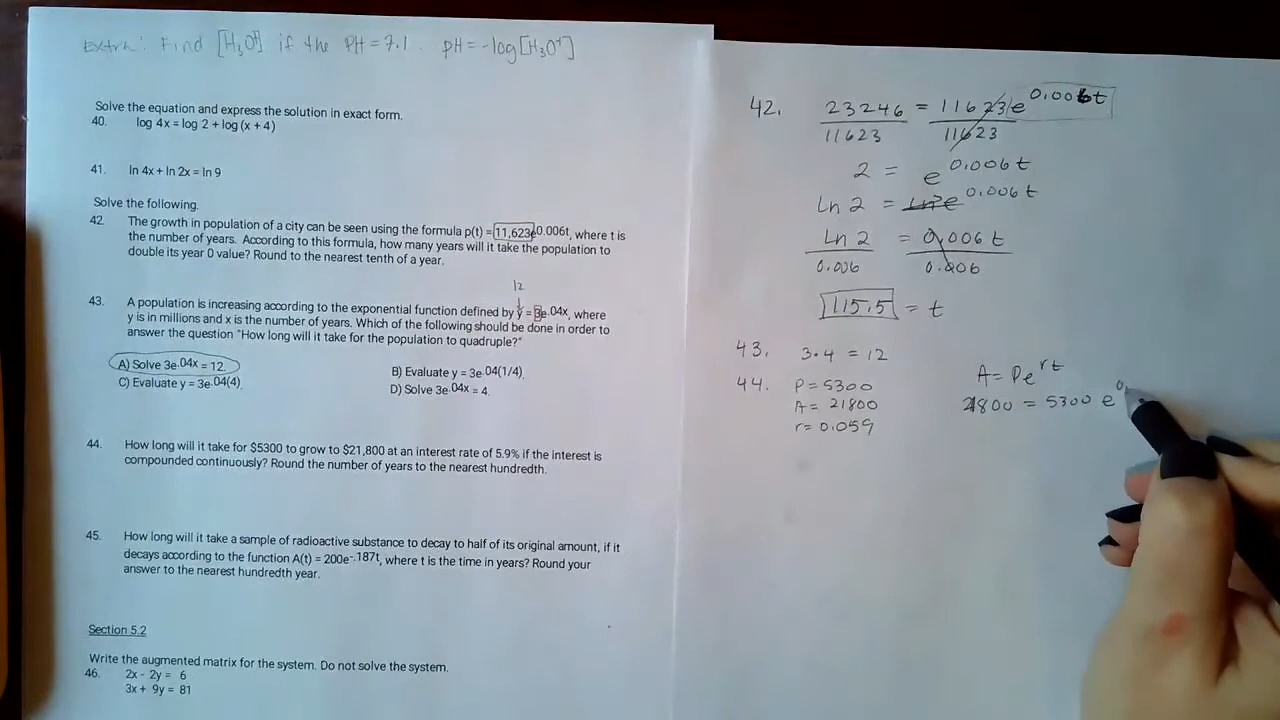 Extra: Find [H3O+] if the PH = 7.1. pH = -log[H3O+]
Solve the equation and express the solution in exact form.
40. log 4x = log 2 + log (x + 4)
41. ln 4x + ln 2x = ln 9
Solve the following.
42. The growth in population of a city can be seen using the formula p(t) = 11,623e0.006t, where t is
the number of years. According to this formula, how many years will it take the population to
double its year 0 value? Round to the nearest tenth of a year.
12
43. A population is increasing according to the exponential function defined by y = 3e.04x, where
y is in millions and x is the number of years. Which of the following should be done in order to
answer the question "How long will it take for the population to quadruple?"
A) Solve 3e.04x = 12.
B) Evaluate y = 3e.04(1/4).
C) Evaluate y = 3e.04(4).
D) Solve 3e.04x = 4.
44. How long will it take for $5300 to grow to $21,800 at an interest rate of 5.9% if the interest is
compounded continuously? Round the number of years to the nearest hundredth.
45. How long will it take a sample of radioactive substance to decay to half of its original amount, if it
decays according to the function A(t) = 200e-.187t, where t is the time in years? Round your
answer to the nearest hundredth year.
Section 5.2
Write the augmented matrix for the system. Do not solve the system.
46. 2x - 2y = 6
3x + 9y = 81
42. 23246 = 11623 e 0.006t
11623 11623
2 = e 0.006t
Ln 2 = Ln e 0.006t
Ln 2 = 0.006 t
0.006 0.006
115.5 = t
43. 3·4 = 12
44. P = 5300
A = 21800
r = 0.059
A = Pe rt
21800 = 5300 e 0